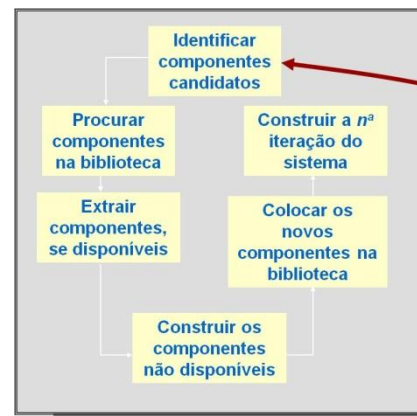 Identificar
componentes
candidatos
Procurar
componentes
na biblioteca
Extrair
componentes,
se disponíveis
Construir os
componentes
não disponíveis
Colocar os
novos
componentes na
biblioteca
Construir a nª
iteração do
sistema